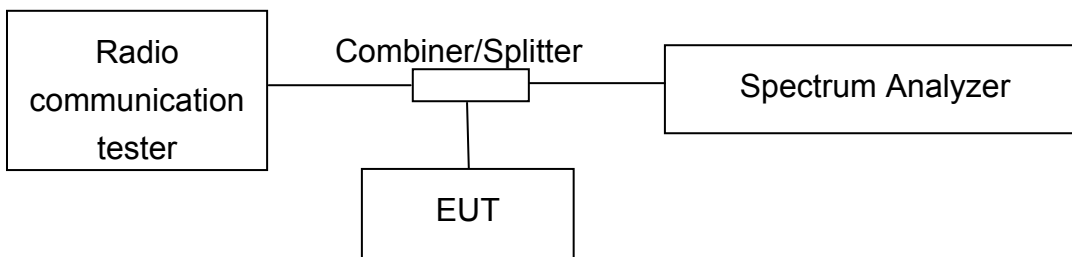 Radio
communication
tester
Combiner/Splitter
Spectrum Analyzer
EUT